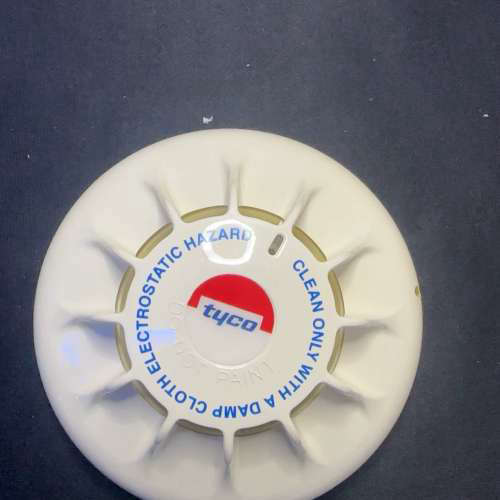 CLEAN ONLY WITH A DAMP CLOTH ELECTROSTATIC HAZARD
tyco
DO NOT PAINT